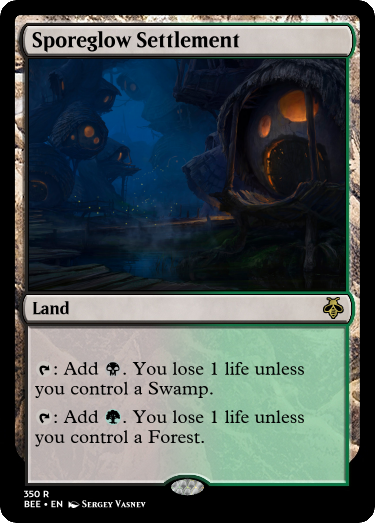 Sporeglow Settlement
Land
: Add . You lose 1 life unless
you control a Swamp.
: Add . You lose 1 life unless
you control a Forest.
350 R
BEE • EN Sergey Vasnev